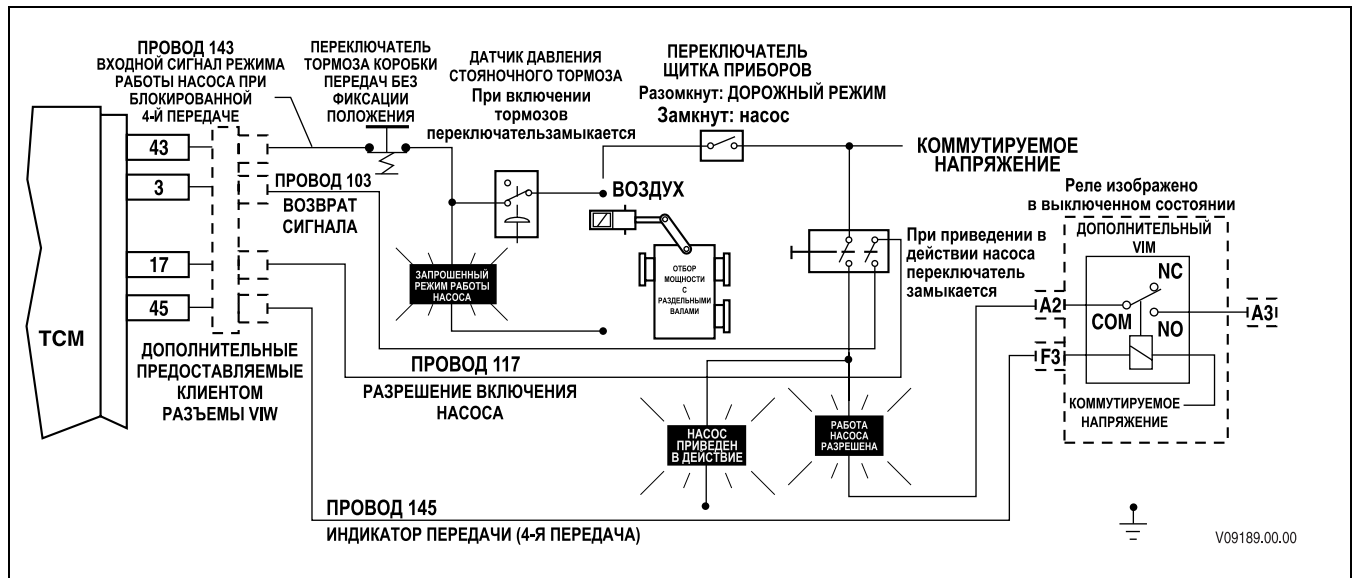 ПРОВОД 143
ВХОДНОЙ СИГНАЛ РЕЖИМА
РАБОТЫ НАСОСА ПРИ
БЛОКИРОВАННОЙ
4-Й ПЕРЕДАЧЕ
ПЕРЕКЛЮЧАТЕЛЬ
ТОРМОЗА КОРОБКИ
ПЕРЕДАЧ БЕЗ
ФИКСАЦИИ
ПОЛОЖЕНИЯ
ДАТЧИК ДАВЛЕНИЯ
СТОЯНОЧНОГО ТОРМОЗА
При включении
тормозов
переключательзамыкается
ПЕРЕКЛЮЧАТЕЛЬ
ЩИТКА ПРИБОРОВ
Разомкнут: ДОРОЖНЫЙ РЕЖИМ
Замкнут: насос
КОММУТИРУЕМОЕ
НАПРЯЖЕНИЕ
43
3
17
45
TCM
ПРОВОД 103
ВОЗВРАТ
СИГНАЛА
ВОЗДУХ
ЗАПРОШЕННЫЙ
РЕЖИМ РАБОТЫ
НАСОСА
ОТБОР
МОЩНОСТИ
С
РАЗДЕЛЬНЫМИ
ВАЛАМИ
При приведении в
действии насоса
переключатель
замыкается
Реле изображено
в выключенном состоянии
ДОПОЛНИТЕЛЬНЫЙ
VIM
NC
COM
NO
A2
A3
F3
КОММУТИРУЕМОЕ
НАПРЯЖЕНИЕ
ДОПОЛНИТЕЛЬНЫЕ
ПРЕДОСТАВЛЯЕМЫЕ
КЛИЕНТОМ
РАЗЪЕМЫ VIW
ПРОВОД 117
РАЗРЕШЕНИЕ ВКЛЮЧЕНИЯ
НАСОСА
НАСОС
ПРИВЕДЕН
В ДЕЙСТВИЕ
РАБОТА
НАСОСА
РАЗРЕШЕНА
ПРОВОД 145
ИНДИКАТОР ПЕРЕДАЧИ (4-Я ПЕРЕДАЧА)
V09189.00.00